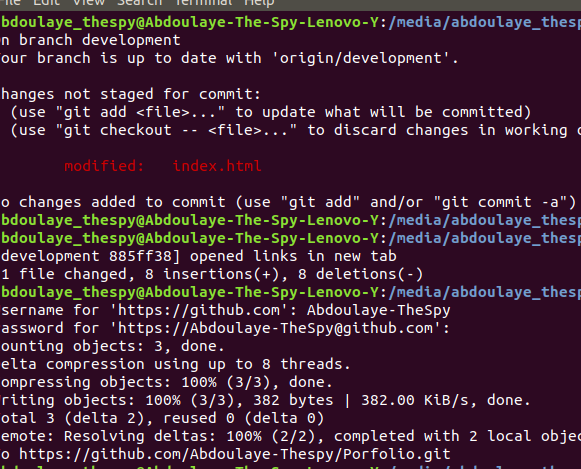 File Edit View Search Terminal Help
bdoulaye_thespy@Abdoulaye-The-Spy-Lenovo-Y:/media/abdoulaye_thesp
n branch development
our branch is up to date with 'origin/development'.
hanges not staged for commit:
(use "git add <file>..." to update what will be committed)
(use "git checkout -- <file>..." to discard changes in working
modified: index.html
o changes added to commit (use "git add" and/or "git commit -a")
bdoulaye_thespy@Abdoulaye-The-Spy-Lenovo-Y:/media/abdoulaye_thesp
bdoulaye_thespy@Abdoulaye-The-Spy-Lenovo-Y:/media/abdoulaye_thesp
development 885ff38] opened links in new tab
1 file changed, 8 insertions(+), 8 deletions(-)
bdoulaye_thespy@Abdoulaye-The-Spy-Lenovo-Y:/media/abdoulaye_thesp
sername for 'https://github.com': Abdoulaye-TheSpy
assword for 'https://Abdoulaye-TheSpy@github.com':
ounting objects: 3, done.
elta compression using up to 8 threads.
ompressing objects: 100% (3/3), done.
riting objects: 100% (3/3), 382 bytes | 382.00 KiB/s, done.
otal 3 (delta 2), reused 0 (delta 0)
emote: Resolving deltas: 100% (2/2), completed with 2 local objec
o https://github.com/Abdoulaye-Thespy/Porfolio.git